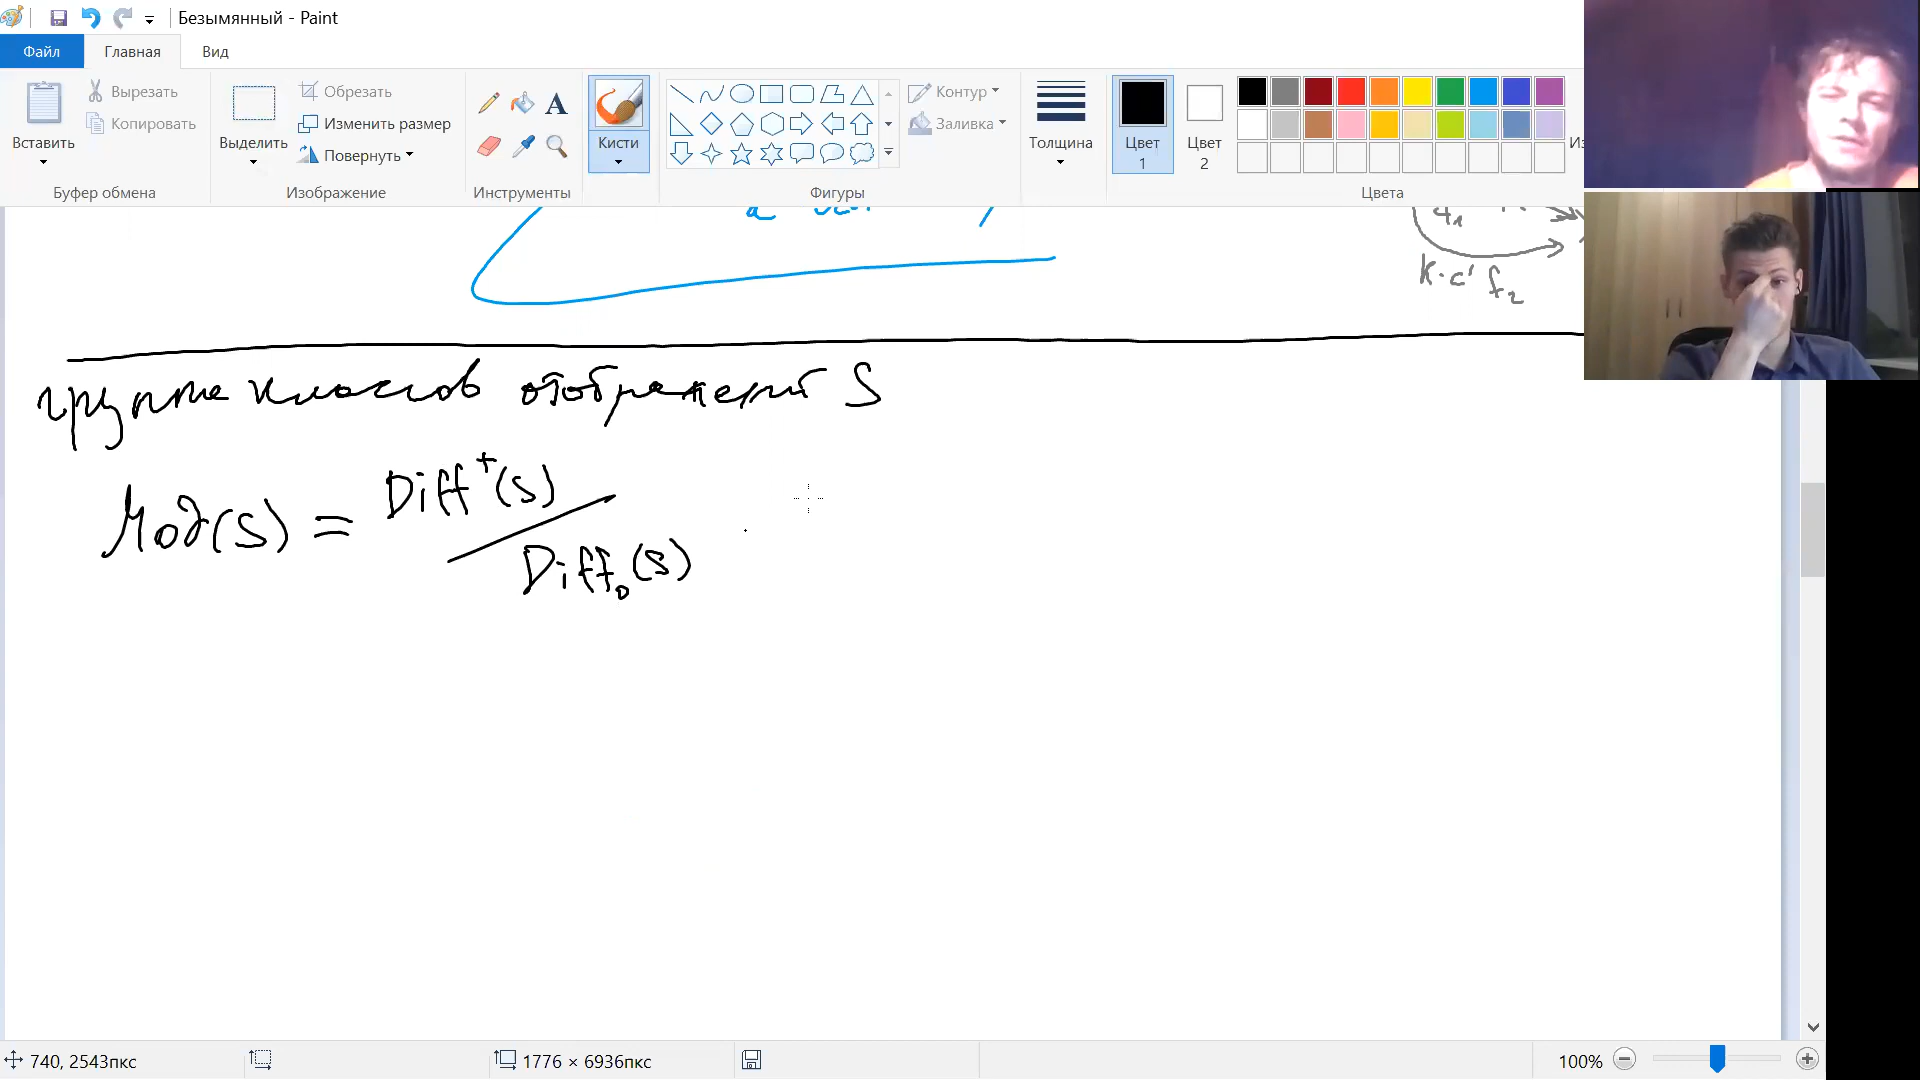 Безымянный - Paint
Файл Главная Вид
Вставить
Вырезать
Копировать
Буфер обмена
Выделить
Обрезать
Изменить размер
Повернуть
Изображение
Инструменты
Кисти
Фигуры
Контур
Заливка
Толщина
Цвет 1
Цвет 2
Цвета
Из
k·c' f₂
группа классов отображений S
Mod(S) = Diff⁺(S) / Diff₀(S)
740, 2543пкс
1776 × 6936пкс
100%